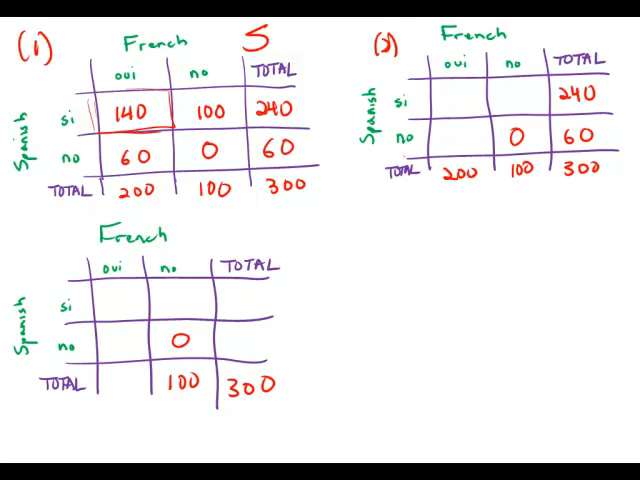 (1) French S
oui no TOTAL
Spanish
si 140 100 240
no 60 0 60
TOTAL 200 100 300
(2) French
oui no TOTAL
Spanish
si 240
no 0 60
TOTAL 200 100 300
French
oui no TOTAL
Spanish
si
no 0
TOTAL 100 300